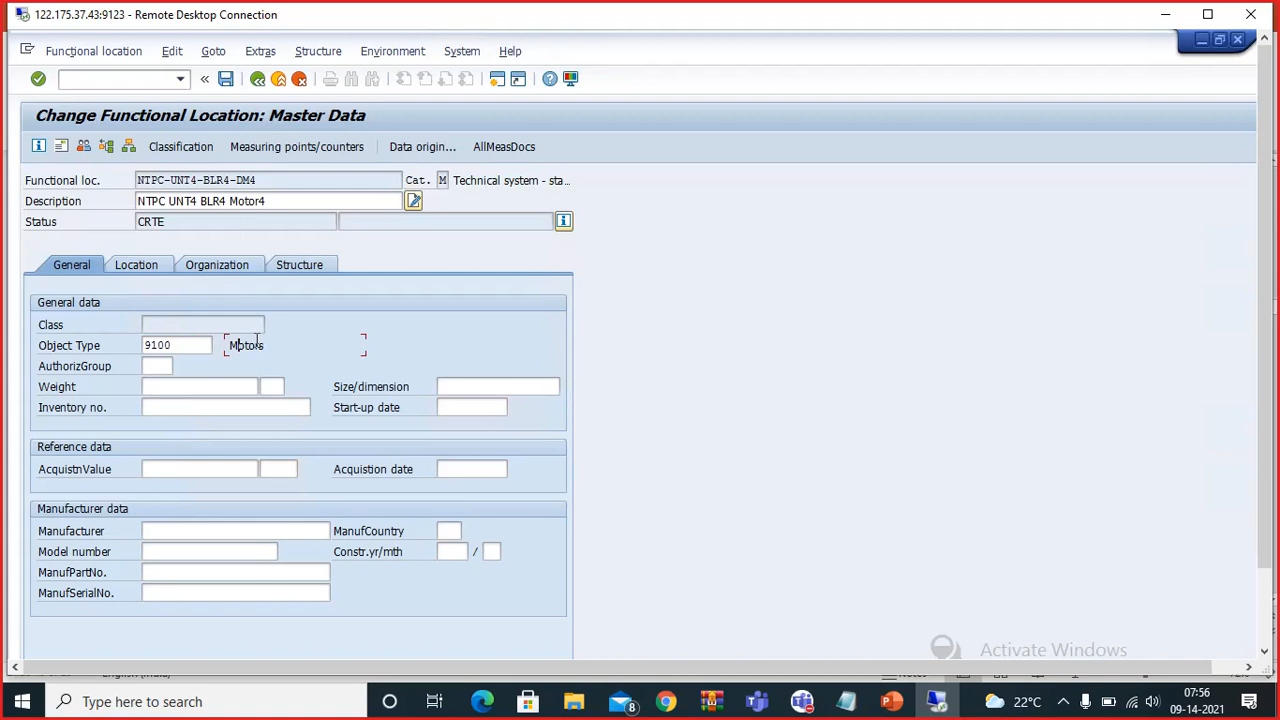 122.175.37.43:9123 - Remote Desktop Connection
Functional location Edit Goto Extras Structure Environment System Help
Change Functional Location: Master Data
Classification Measuring points/counters Data origin... AllMeasDocs
Functional loc. NTPC-UNT4-BLR4-DM4 Cat. M Technical system - sta...
Description NTPC UNT4 BLR4 Motor4
Status CRTE
General Location Organization Structure
General data
Class
Object Type 9100 Motors
AuthorizGroup
Weight Size/dimension
Inventory no. Start-up date
Reference data
AcquistnValue Acquistion date
Manufacturer data
Manufacturer ManufCountry
Model number Constr.yr/mth /
ManufPartNo.
ManufSerialNo.
Activate Windows
Type here to search 8 22°C 07:56
09-14-2021